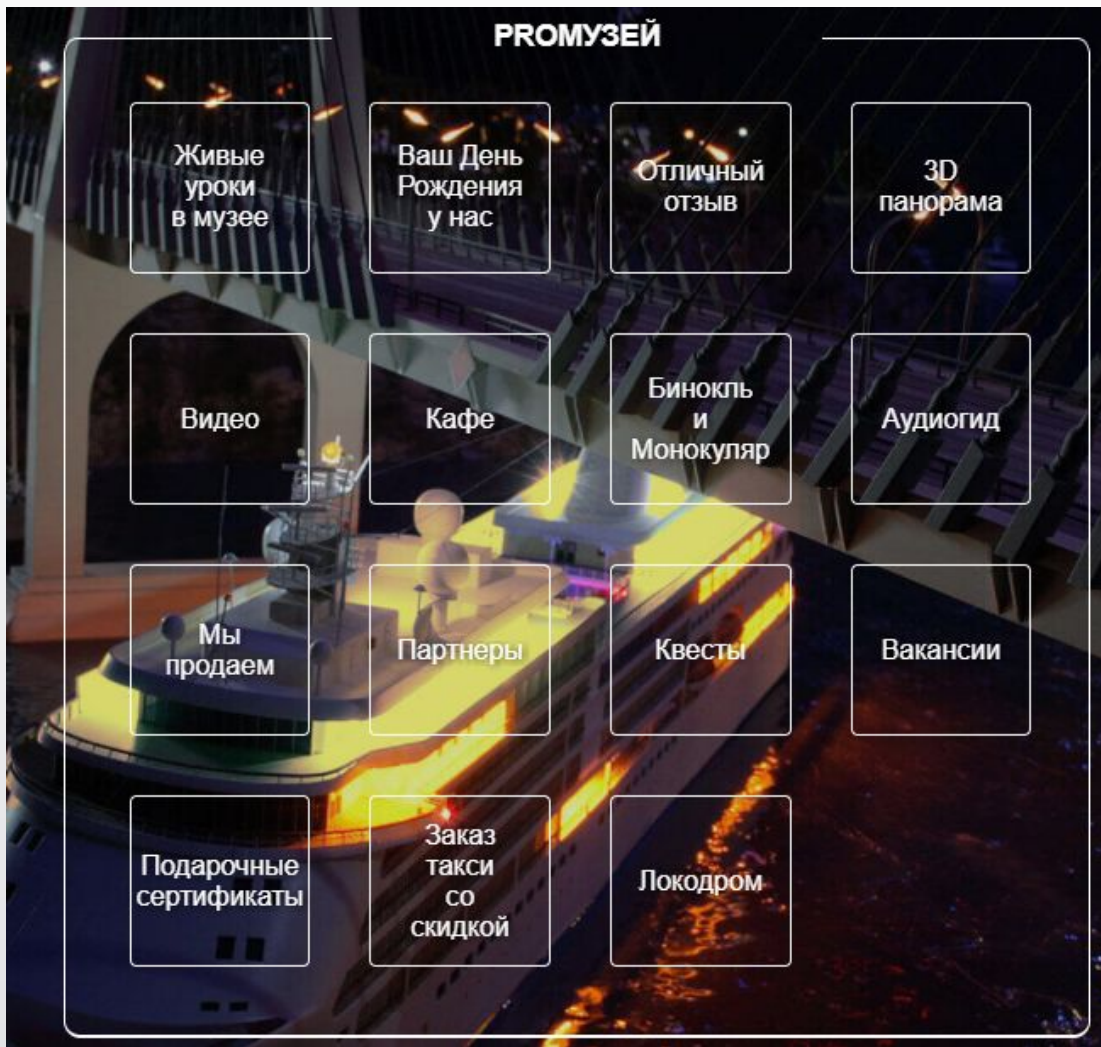 PROМУЗЕЙ
Живые
уроки
в музее
Ваш День
Рождения
у нас
Отличный
отзыв
3D
панорама
Видео
Кафе
Бинокль
и
Монокуляр
Аудиогид
Мы
продаем
Партнеры
Квесты
Вакансии
Подарочные
сертификаты
Заказ
такси
со
скидкой
Локодром